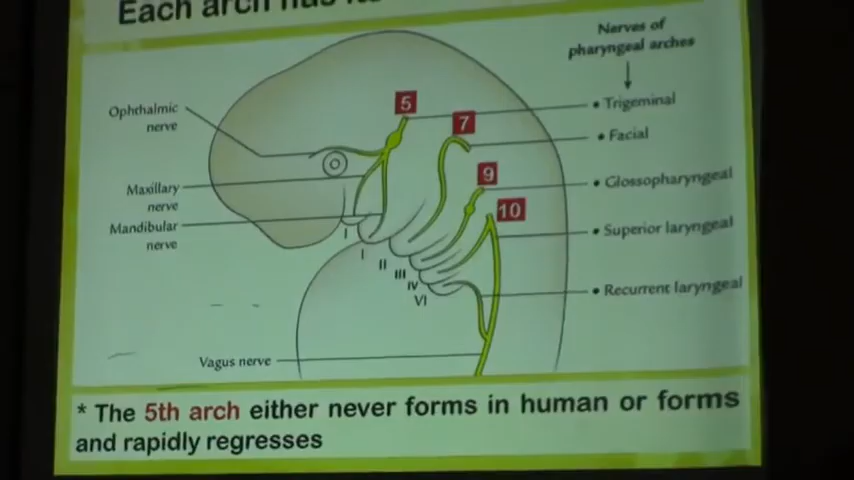 Each arch has its
Nerves of
pharyngeal arches
5
Ophthalmic
nerve
• Trigeminal
7
• Facial
9
Maxillary
nerve
• Glossopharyngeal
10
Mandibular
nerve
• Superior laryngeal
I
I
II
III
IV
VI
• Recurrent laryngeal
Vagus nerve
* The 5th arch either never forms in human or forms
and rapidly regresses